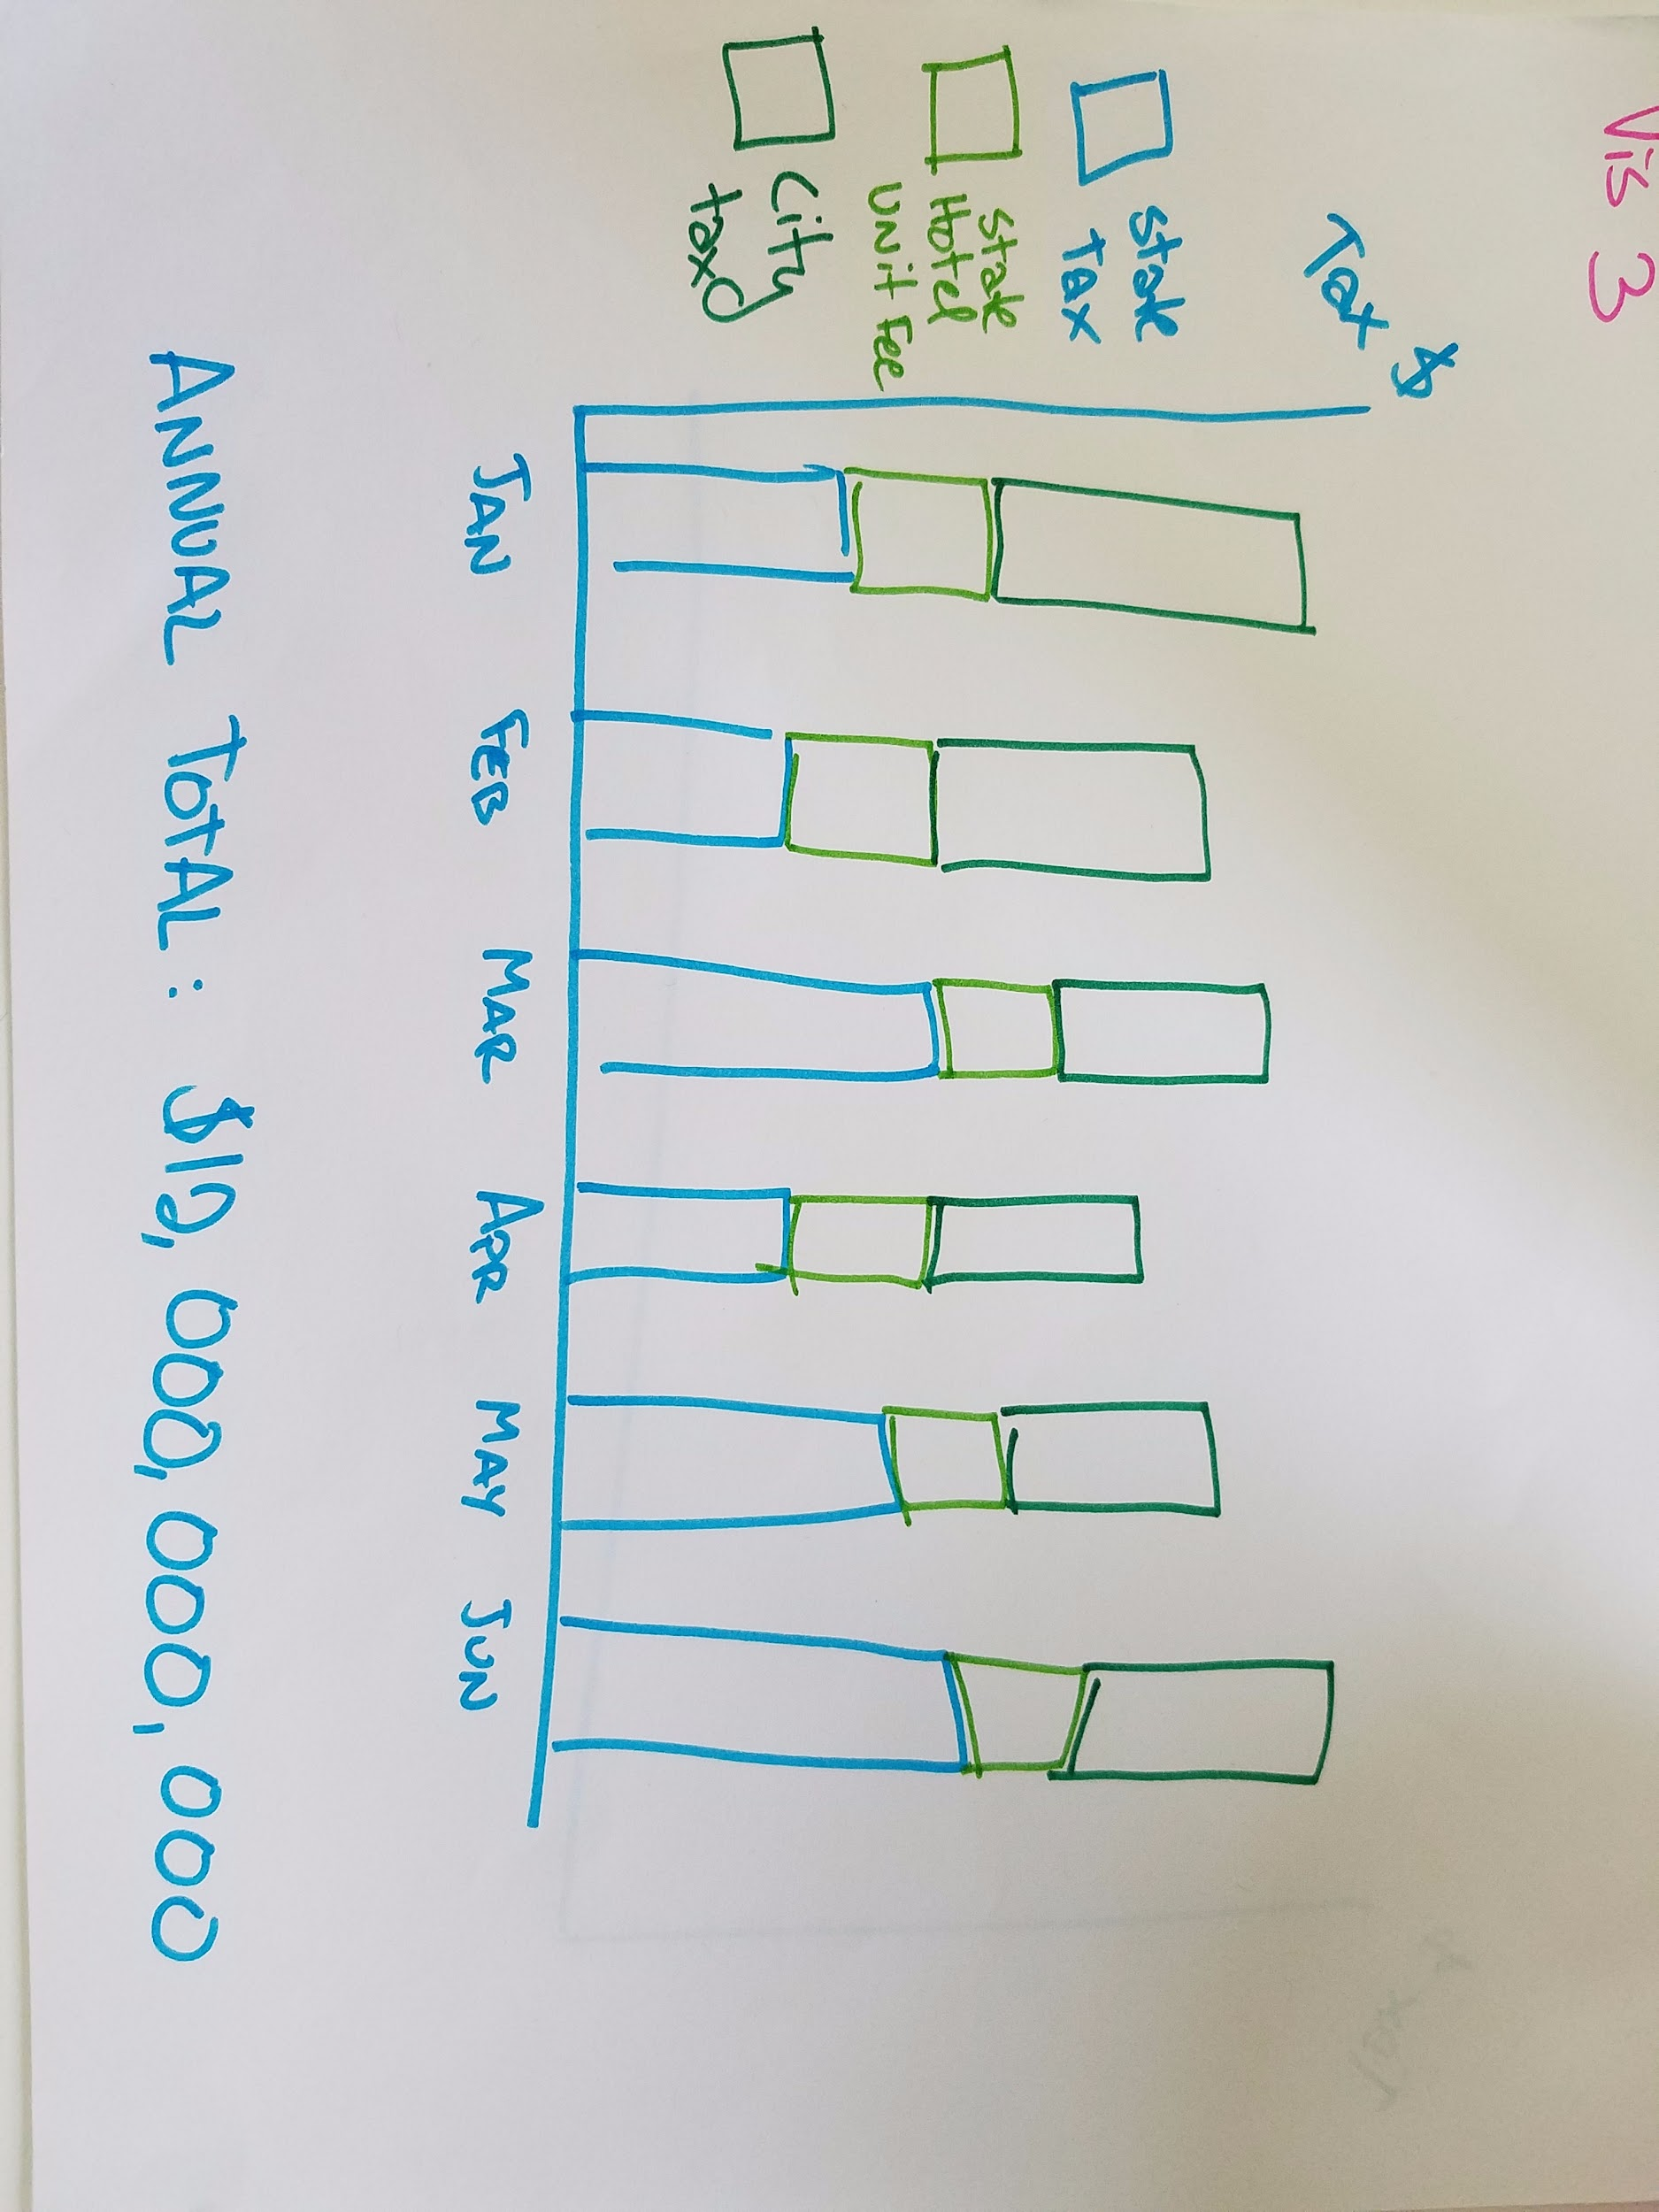 Vis 3
Tax $
State
Tax
State
Hotel
Unit Fee
City
tax
JAN FEB MAR APR MAY JUN
ANNUAL TOTAL: $12,000,000,000